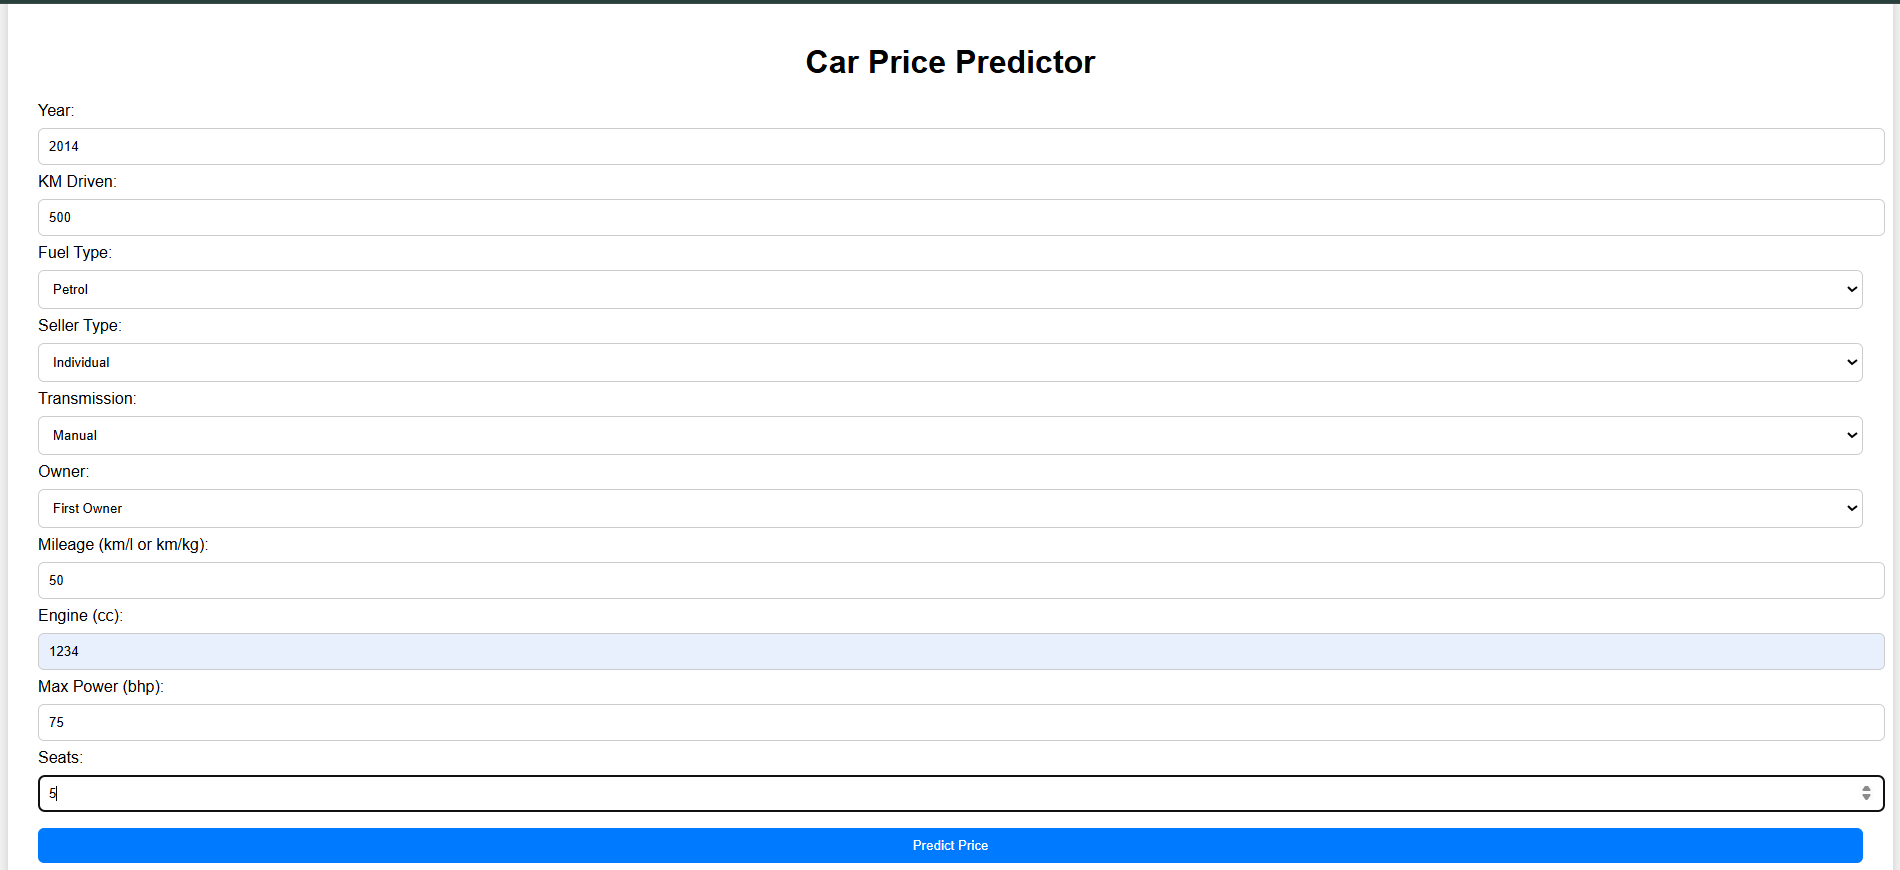 Car Price Predictor
Year:
2014
KM Driven:
500
Fuel Type:
Petrol
Seller Type:
Individual
Transmission:
Manual
Owner:
First Owner
Mileage (km/l or km/kg):
50
Engine (cc):
1234
Max Power (bhp):
75
Seats:
5
Predict Price